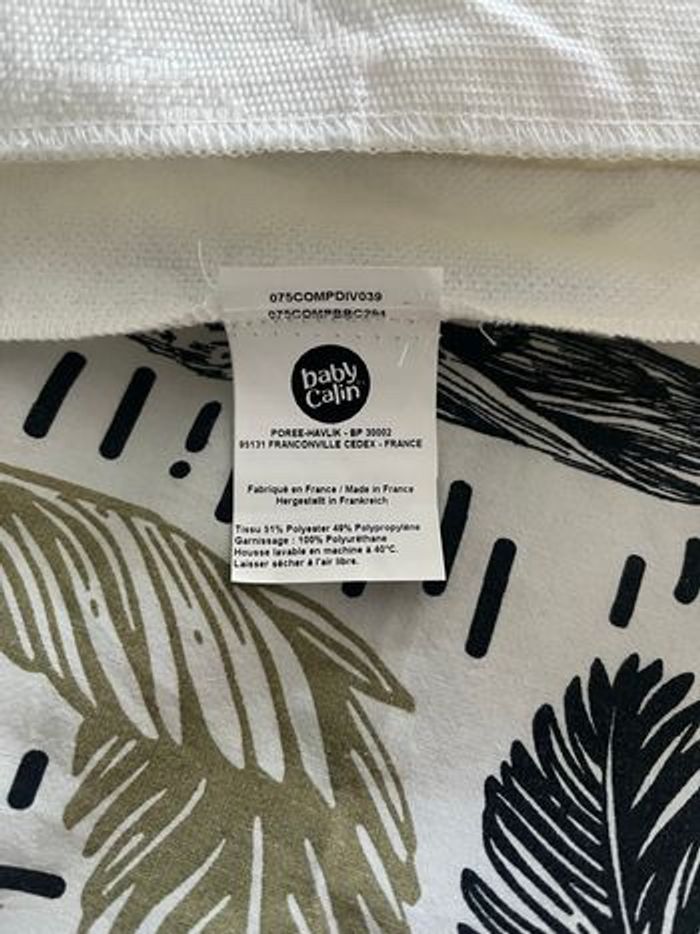 075COMPDIV039
075COMPBBC294
baby
Calin
POREE-HAVLIK - BP 30002
95131 FRANCONVILLE CEDEX - FRANCE
Fabriqué en France / Made in France
Hergestellt in Frankreich
Tissu 51% Polyester 49% Polypropylène
Garnissage : 100% Polyuréthane
Housse lavable en machine à 40°C.
Laisser sécher à l'air libre.